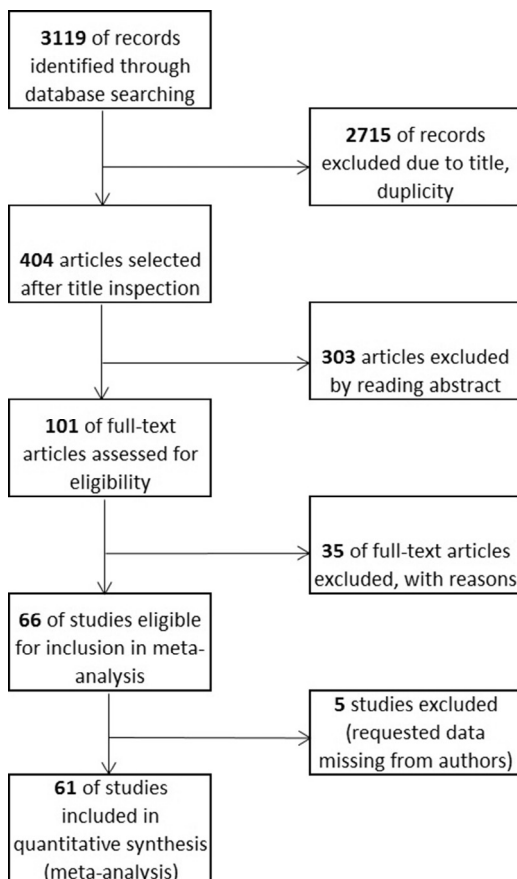 3119 of records
identified through
database searching
2715 of records
excluded due to title,
duplicity
404 articles selected
after title inspection
303 articles excluded
by reading abstract
101 of full-text
articles assessed for
eligibility
35 of full-text articles
excluded, with reasons
66 of studies eligible
for inclusion in meta-
analysis
5 studies excluded
(requested data
missing from authors)
61 of studies
included in
quantitative synthesis
(meta-analysis)